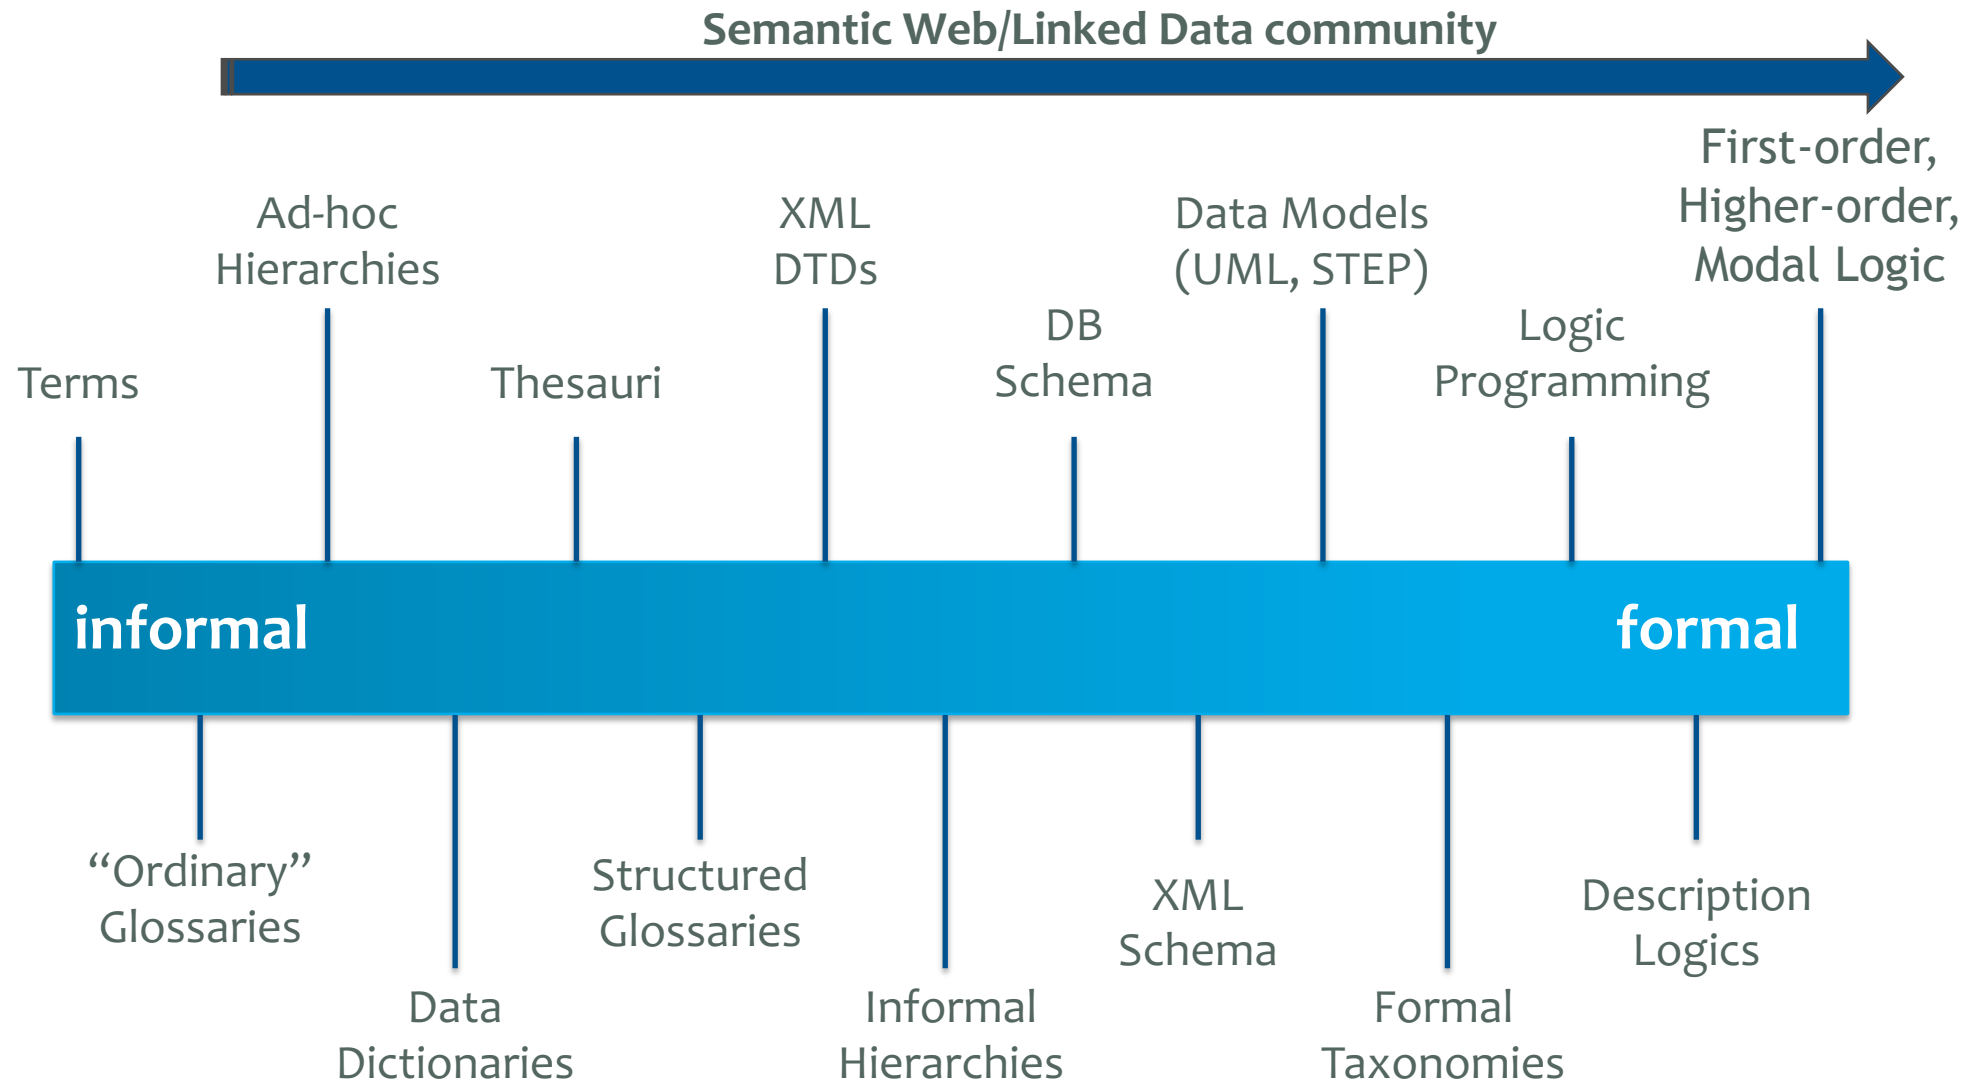 Semantic Web/Linked Data community
First-order,
Higher-order,
Modal Logic
Ad-hoc
Hierarchies
XML
DTDs
Data Models
(UML, STEP)
DB
Schema
Logic
Programming
Terms
Thesauri
informal
formal
“Ordinary”
Glossaries
Structured
Glossaries
XML
Schema
Description
Logics
Data
Dictionaries
Informal
Hierarchies
Formal
Taxonomies